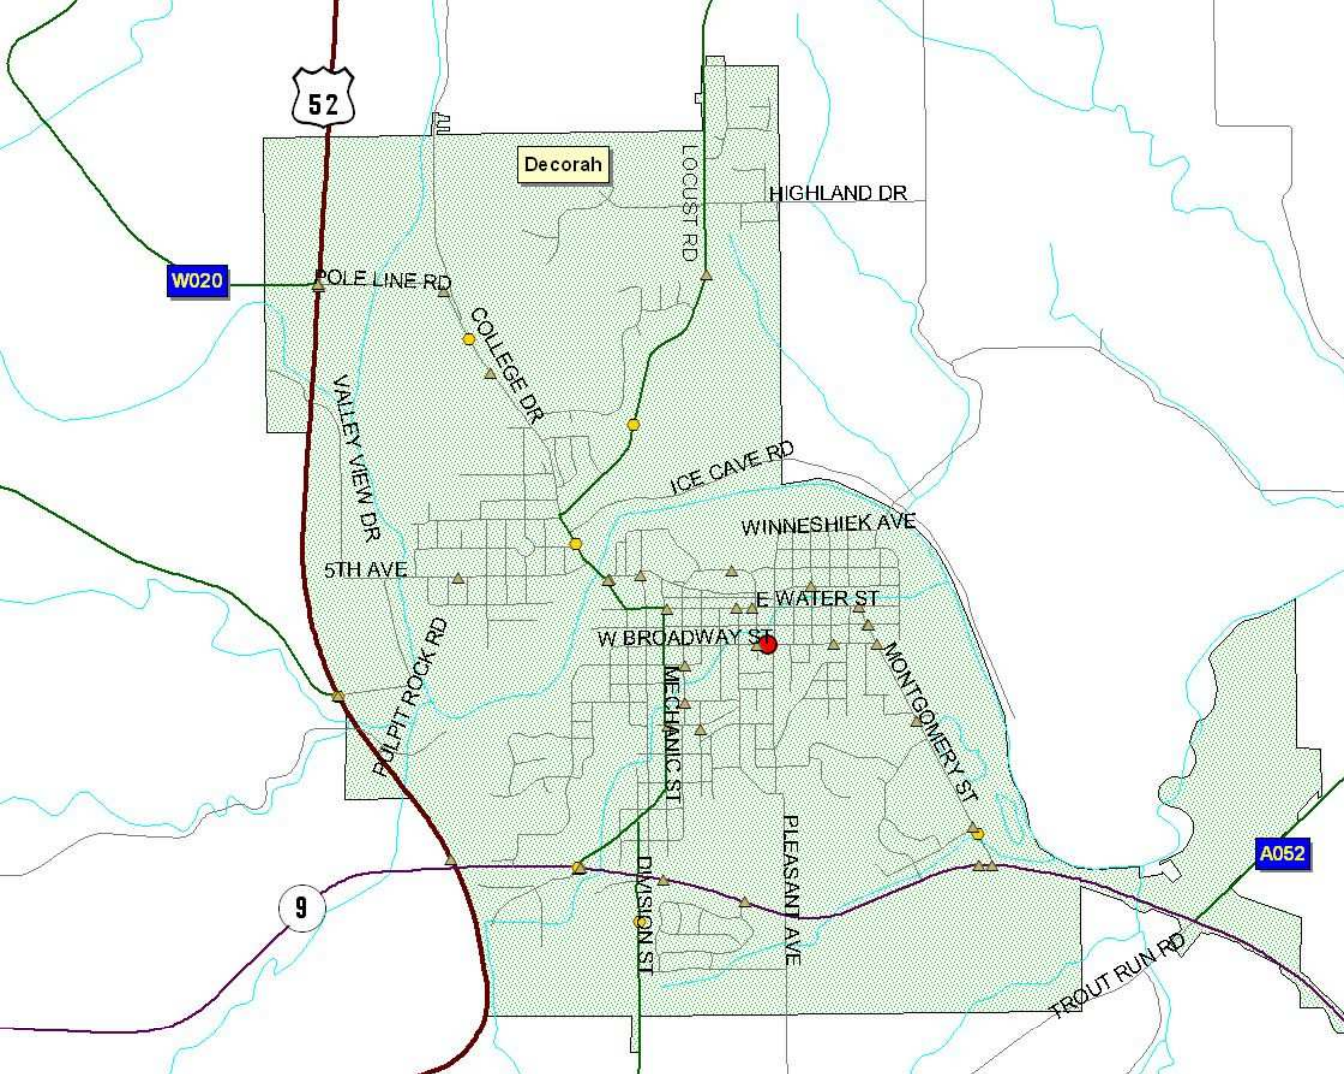 52
Decorah
LOCUST RD
HIGHLAND DR
W020
POLE LINE RD
COLLEGE DR
VALLEY VIEW DR
ICE CAVE RD
WINNESHIEK AVE
5TH AVE
E WATER ST
W BROADWAY ST
PULPIT ROCK RD
MECHANIC ST
MONTGOMERY ST
PLEASANT AVE
A052
DIVISION ST
9
TROUT RUN RD